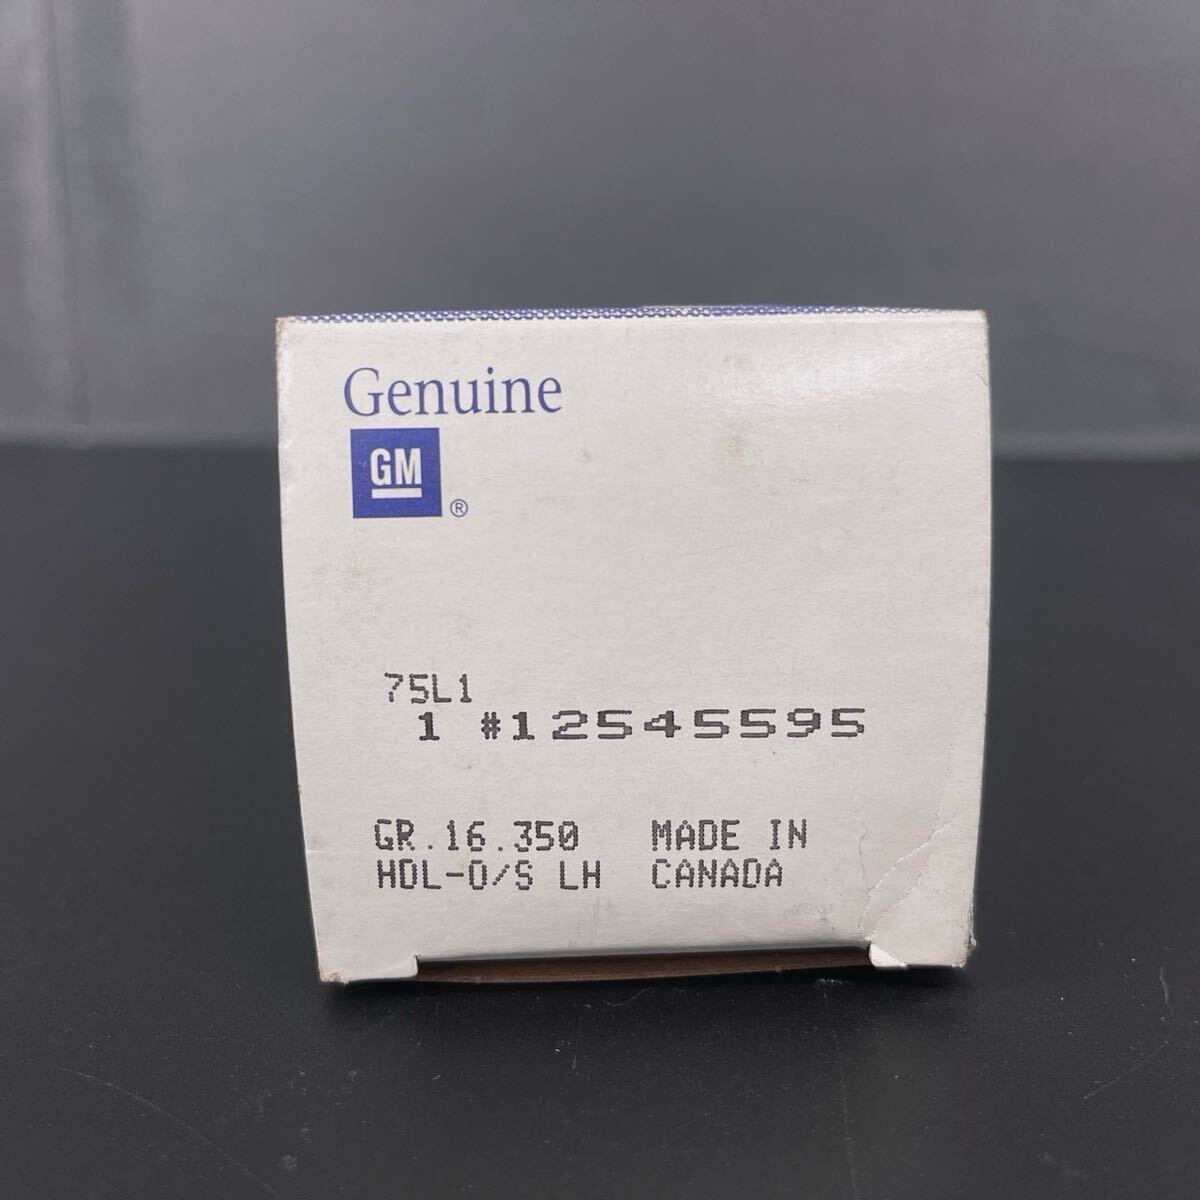 Genuine
GM
®
75L1
1 #12545595
GR.16.350 MADE IN
HDL-O/S LH CANADA